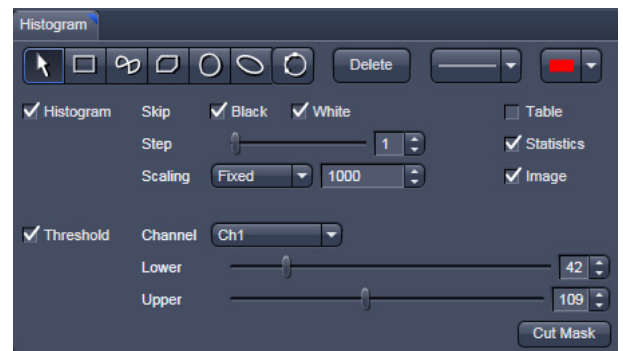 Histogram
Delete
Histogram Skip Black White Table
Step 1 Statistics
Scaling Fixed 1000 Image
Threshold Channel Ch1
Lower 42
Upper 109
Cut Mask